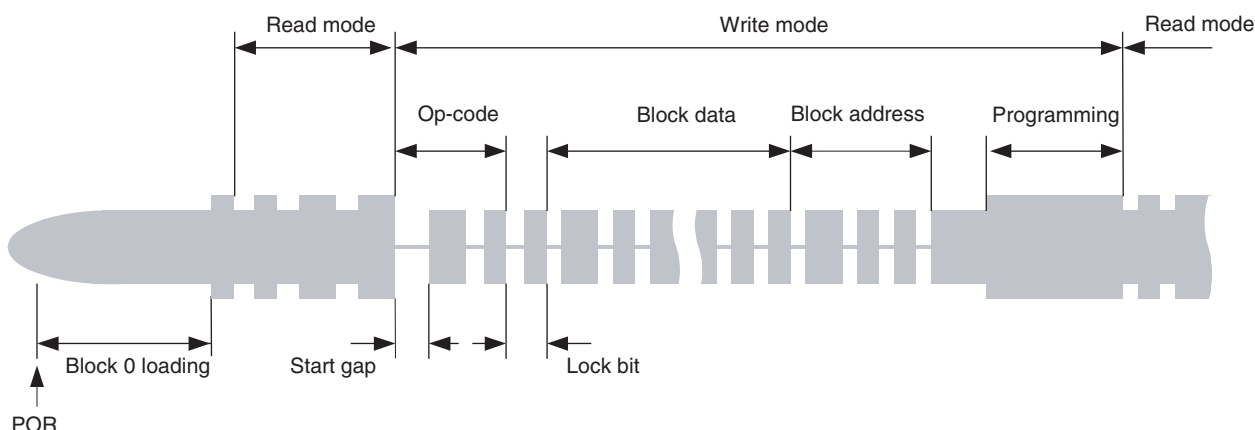 Read mode
Write mode
Read mode
Op-code
Block data
Block address
Programming
Block 0 loading
Start gap
Lock bit
POR